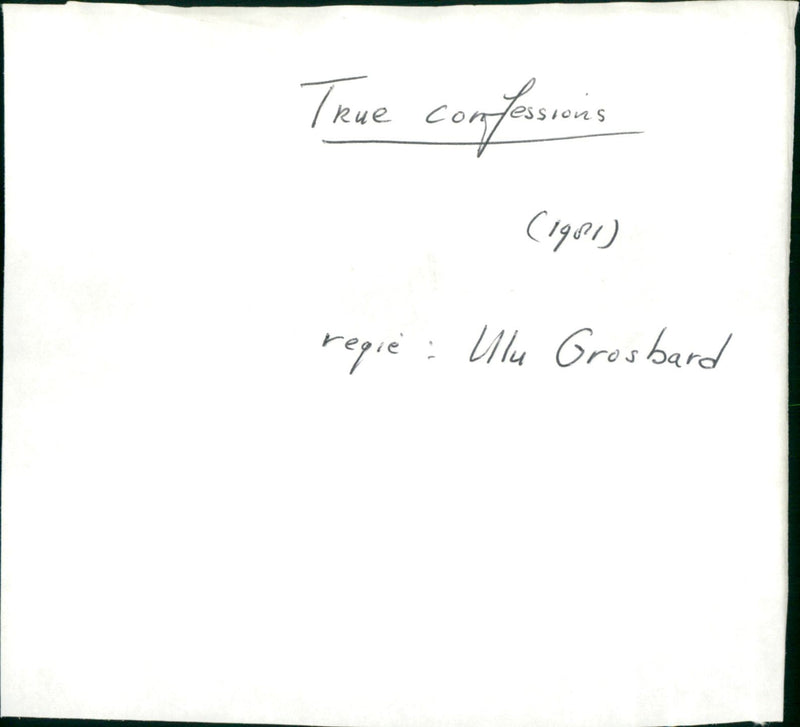 True confessions
(1981)
regie : Ulu Grosbard